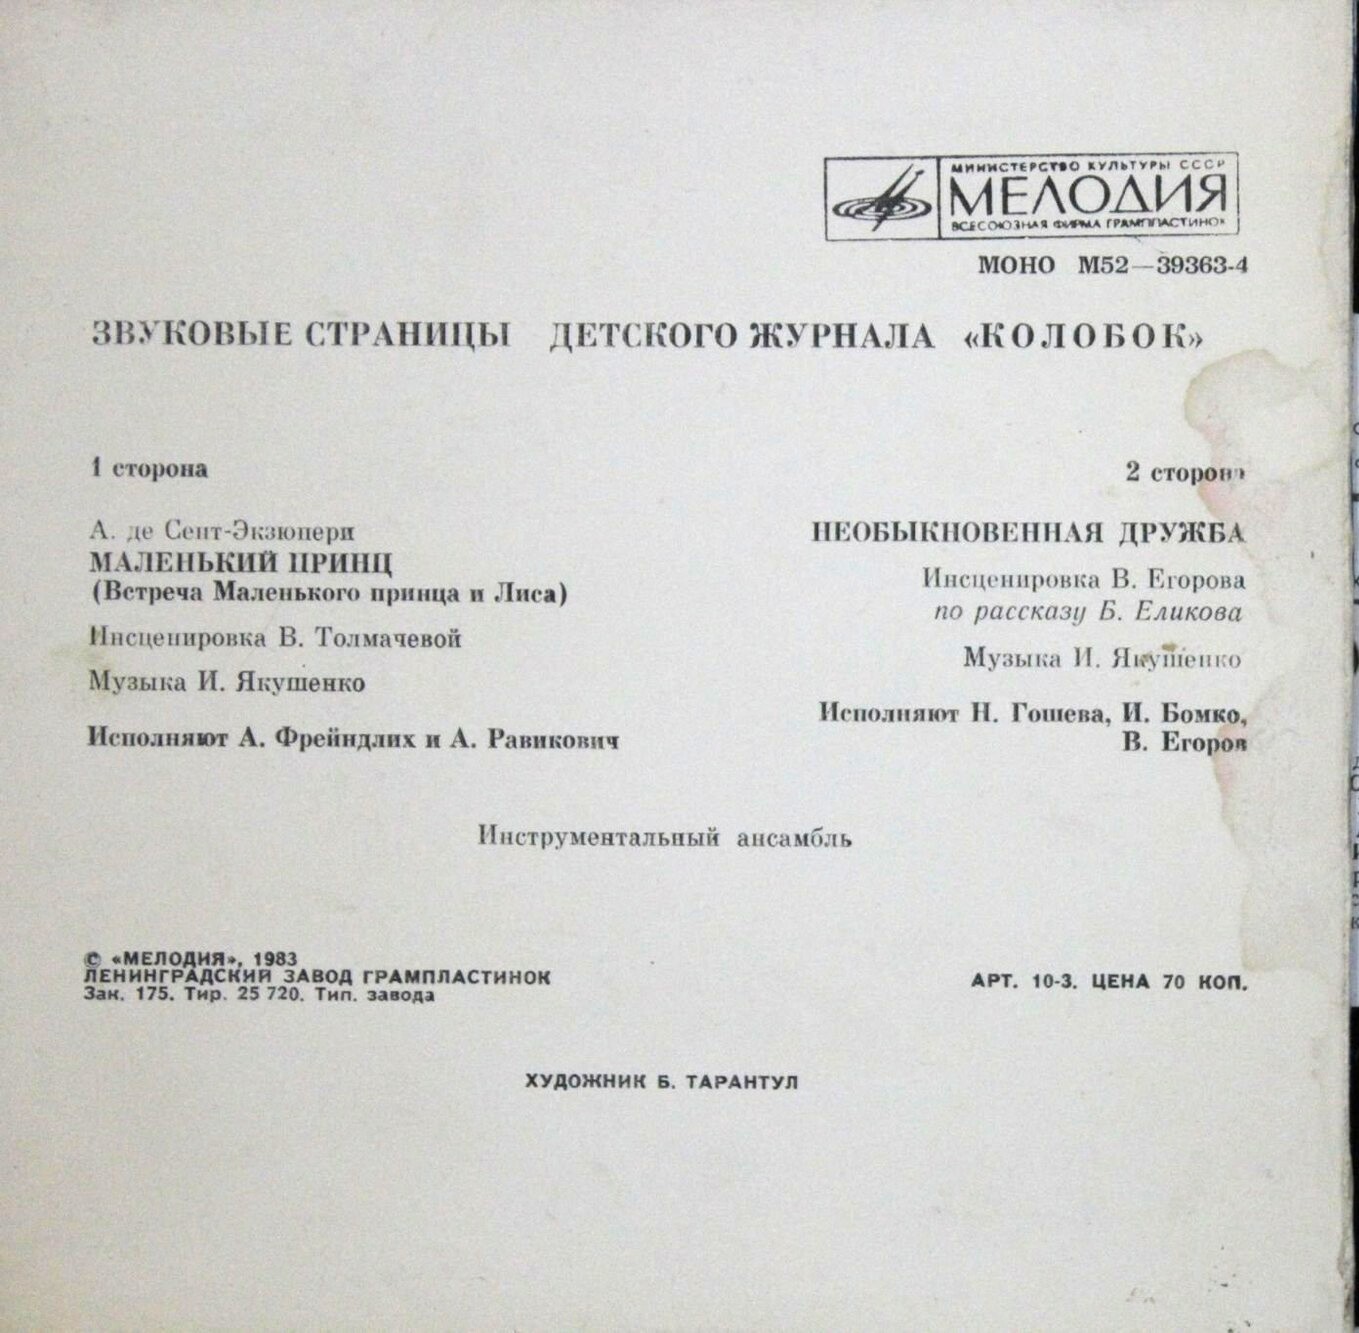 МИНИСТЕРСТВО КУЛЬТУРЫ СССР
МЕЛОДИЯ
ВСЕСОЮЗНАЯ ФИРМА ГРАМПЛАСТИНОК
МОНО М52—39363-4
ЗВУКОВЫЕ СТРАНИЦЫ ДЕТСКОГО ЖУРНАЛА «КОЛОБОК»
1 сторона
А. де Сент-Экзюпери
МАЛЕНЬКИЙ ПРИНЦ
(Встреча Маленького принца и Лиса)
Инсценировка В. Толмачевой
Музыка И. Якушенко
Исполняют А. Фрейндлих и А. Равикович
2 сторона
НЕОБЫКНОВЕННАЯ ДРУЖБА
Инсценировка В. Егорова
по рассказу Б. Еликова
Музыка И. Якушенко
Исполняют Н. Гошева, И. Бомко,
В. Егоров
Инструментальный ансамбль
© «МЕЛОДИЯ», 1983
ЛЕНИНГРАДСКИЙ ЗАВОД ГРАМПЛАСТИНОК
Зак. 175. Тир. 25 720. Тип. завода
АРТ. 10-3. ЦЕНА 70 КОП.
ХУДОЖНИК Б. ТАРАНТУЛ